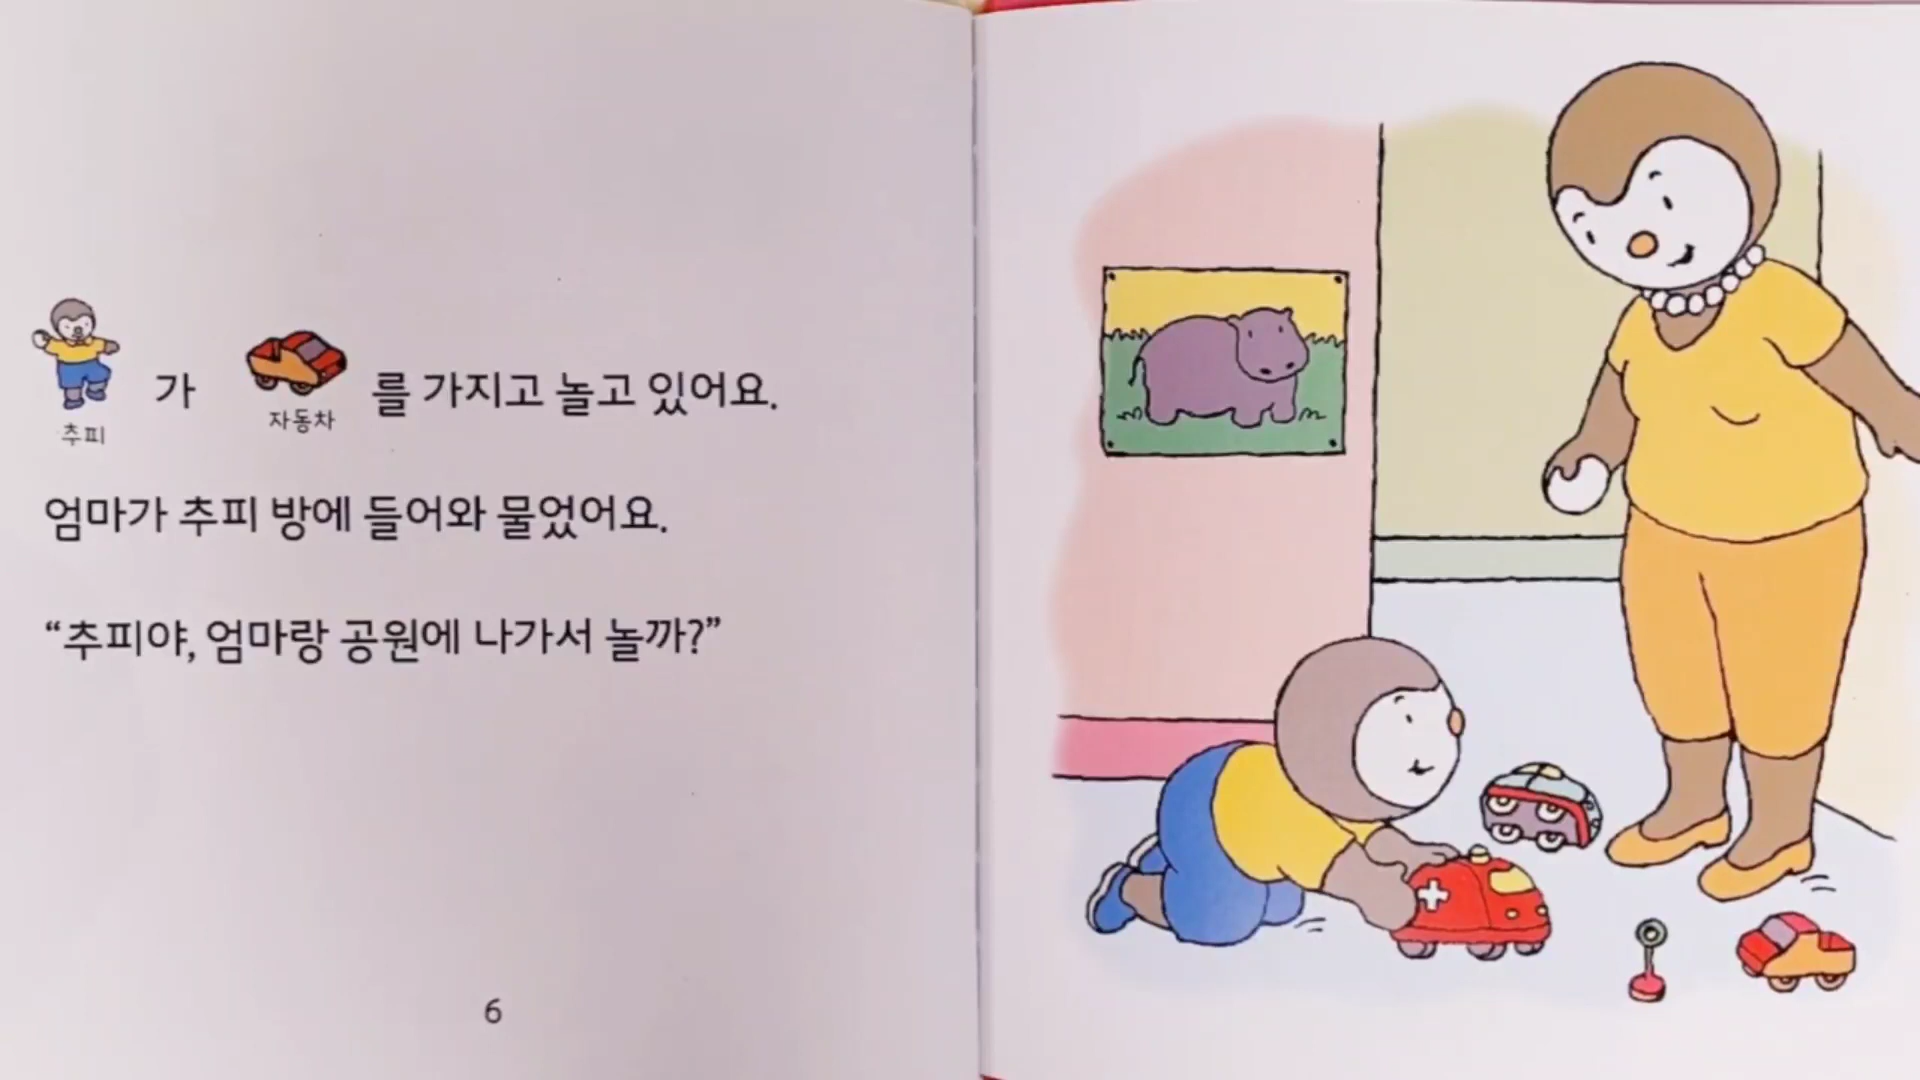 가 를 가지고 놀고 있어요.
추피 자동차
엄마가 추피 방에 들어와 물었어요.
“추피야, 엄마랑 공원에 나가서 놀까?”
6